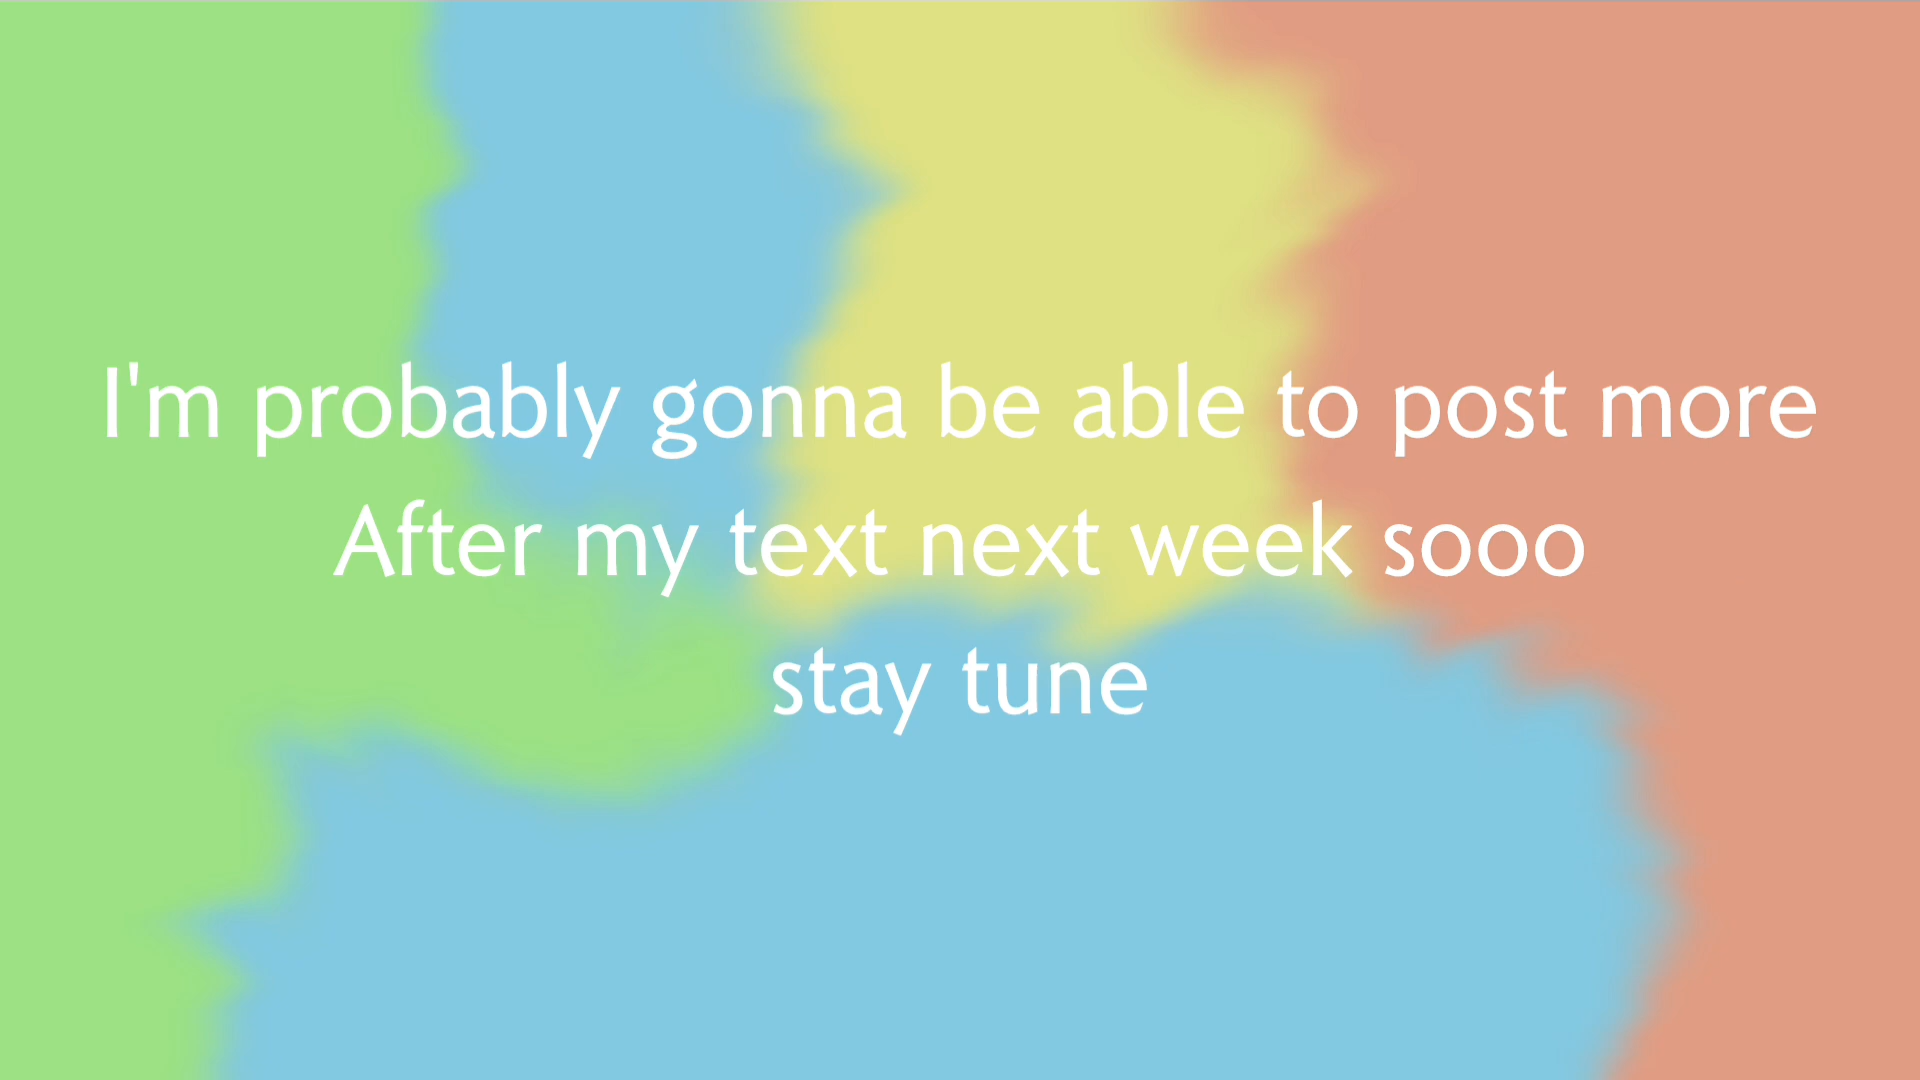 I'm probably gonna be able to post more
After my text next week sooo
stay tune